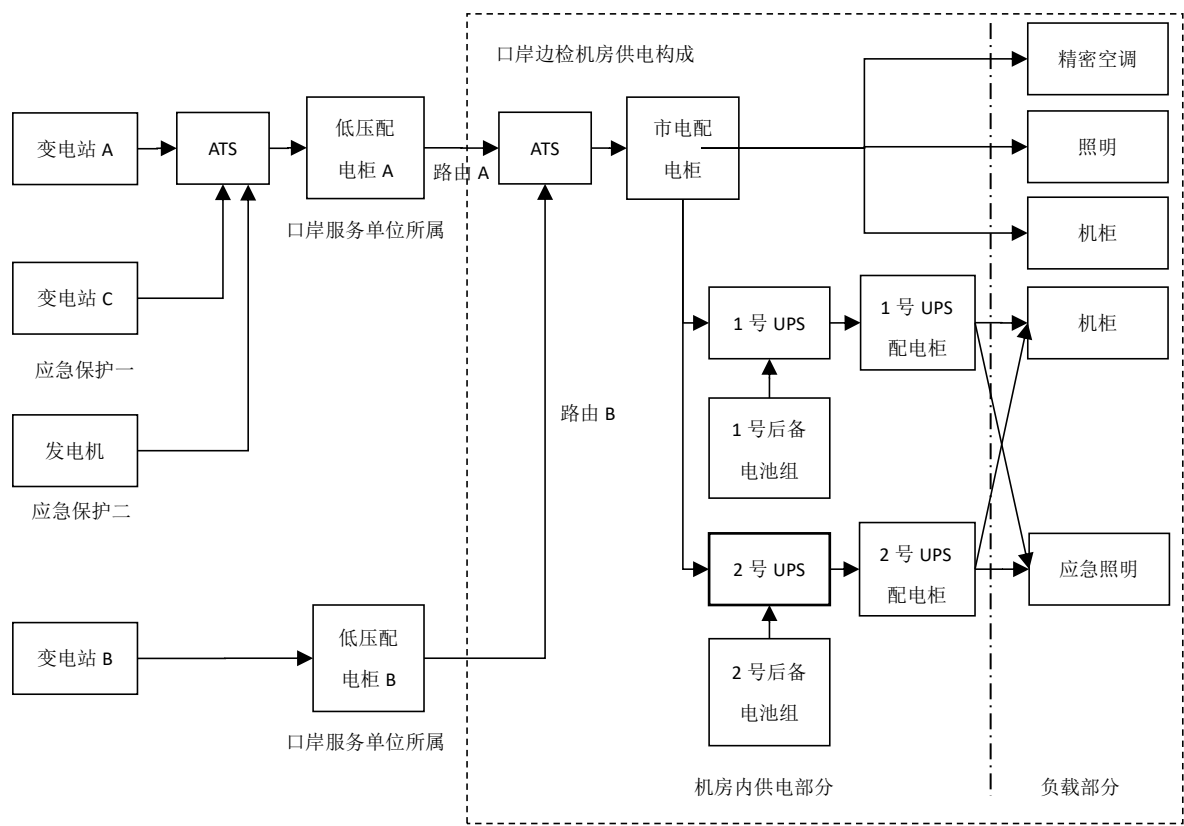 口岸边检机房供电构成
精密空调
变电站 A
ATS
低压配
电柜 A
路由 A
ATS
市电配
电柜
照明
口岸服务单位所属
机柜
变电站 C
应急保护一
1 号 UPS
1 号 UPS
配电柜
机柜
路由 B
1 号后备
电池组
发电机
应急保护二
2 号 UPS
2 号 UPS
配电柜
应急照明
变电站 B
低压配
电柜 B
口岸服务单位所属
2 号后备
电池组
机房内供电部分
负载部分